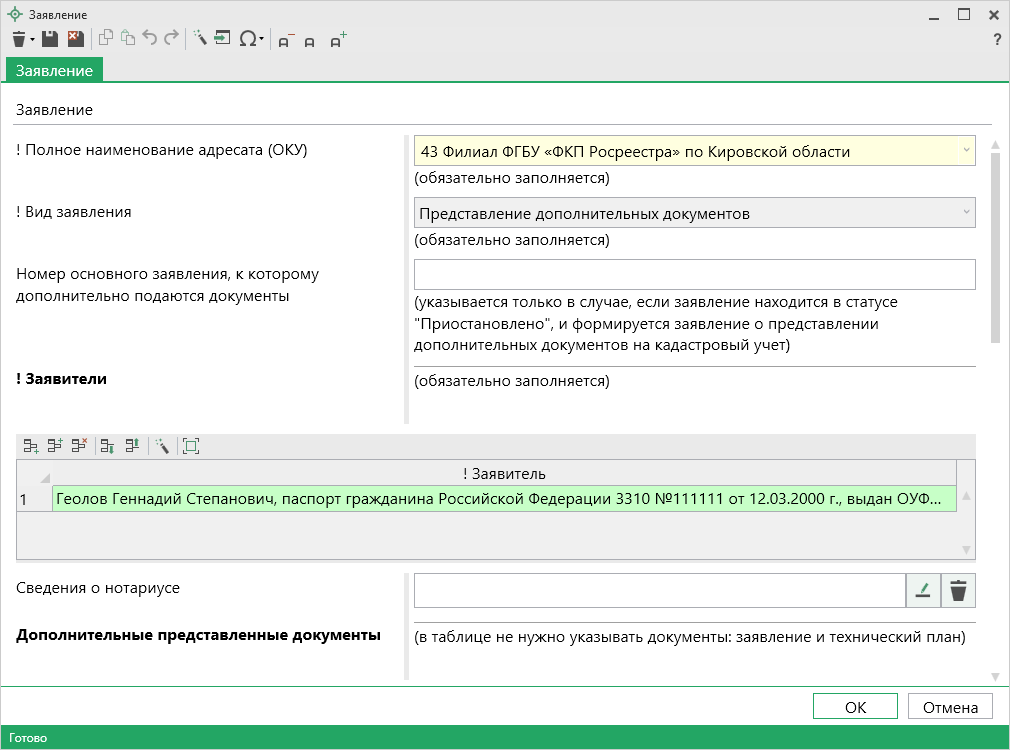 Заявление
?
Заявление
Заявление
! Полное наименование адресата (ОКУ)
43 Филиал ФГБУ «ФКП Росреестра» по Кировской области
(обязательно заполняется)
! Вид заявления
Представление дополнительных документов
(обязательно заполняется)
Номер основного заявления, к которому
дополнительно подаются документы
(указывается только в случае, если заявление находится в статусе
"Приостановлено", и формируется заявление о представлении
дополнительных документов на кадастровый учет)
! Заявители
(обязательно заполняется)
! Заявитель
1 Геолов Геннадий Степанович, паспорт гражданина Российской Федерации 3310 №111111 от 12.03.2000 г., выдан ОУФ...
Сведения о нотариусе
Дополнительные представленные документы
(в таблице не нужно указывать документы: заявление и технический план)
ОК Отмена
Готово